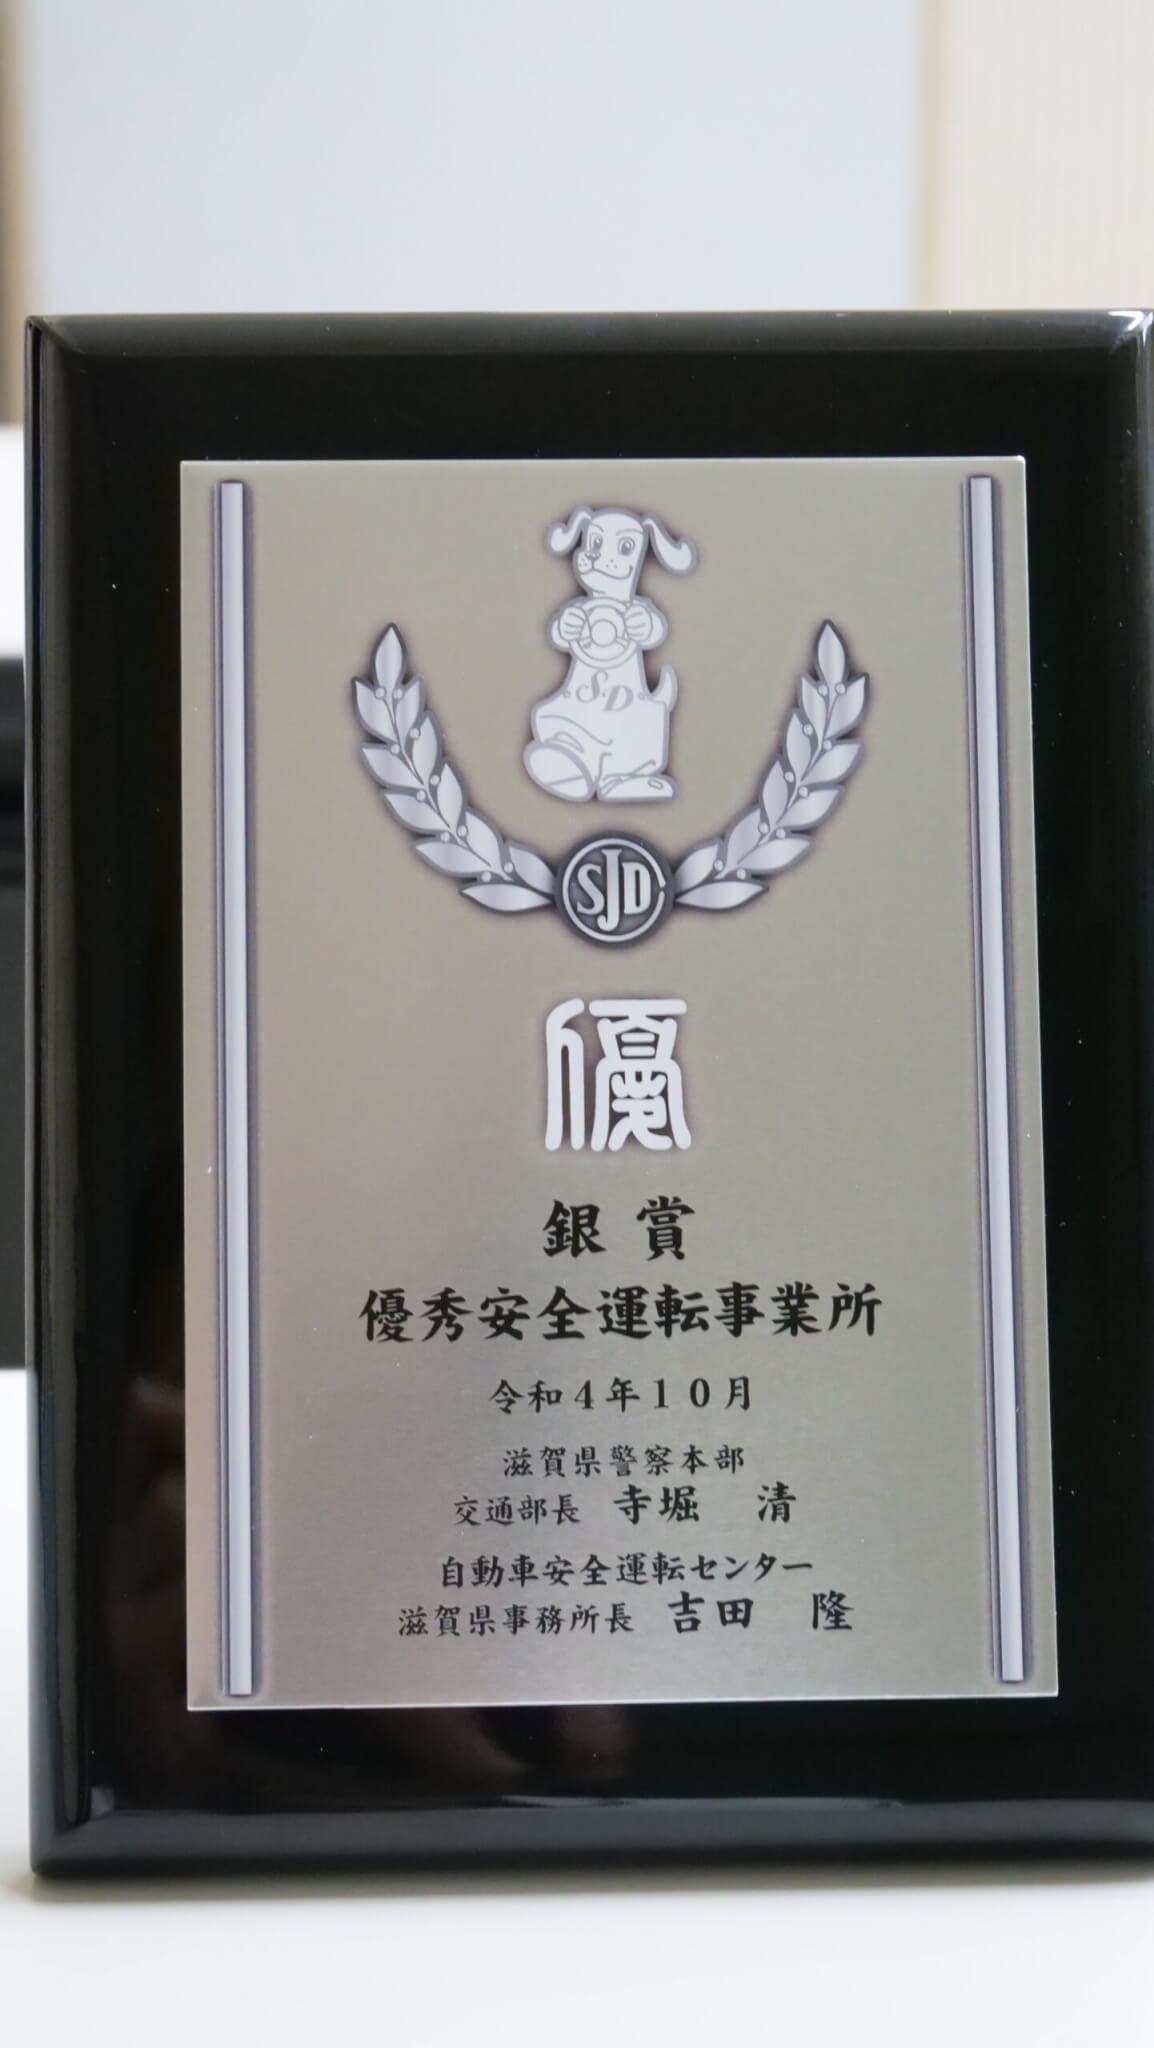 SD
SJD
優
銀賞
優秀安全運転事業所
令和4年10月
滋賀県警察本部
交通部長 寺堀 清
自動車安全運転センター
滋賀県事務所長 吉田 隆